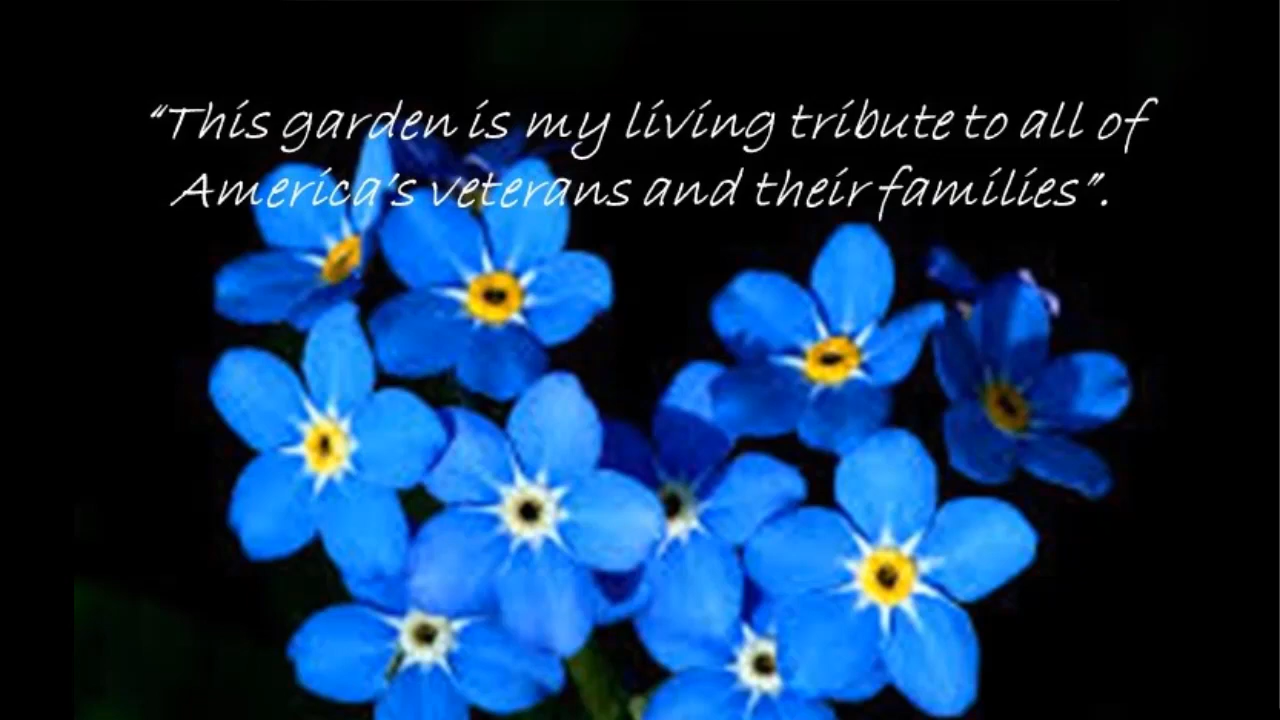 “This garden is my living tribute to all of
America’s veterans and their families”.